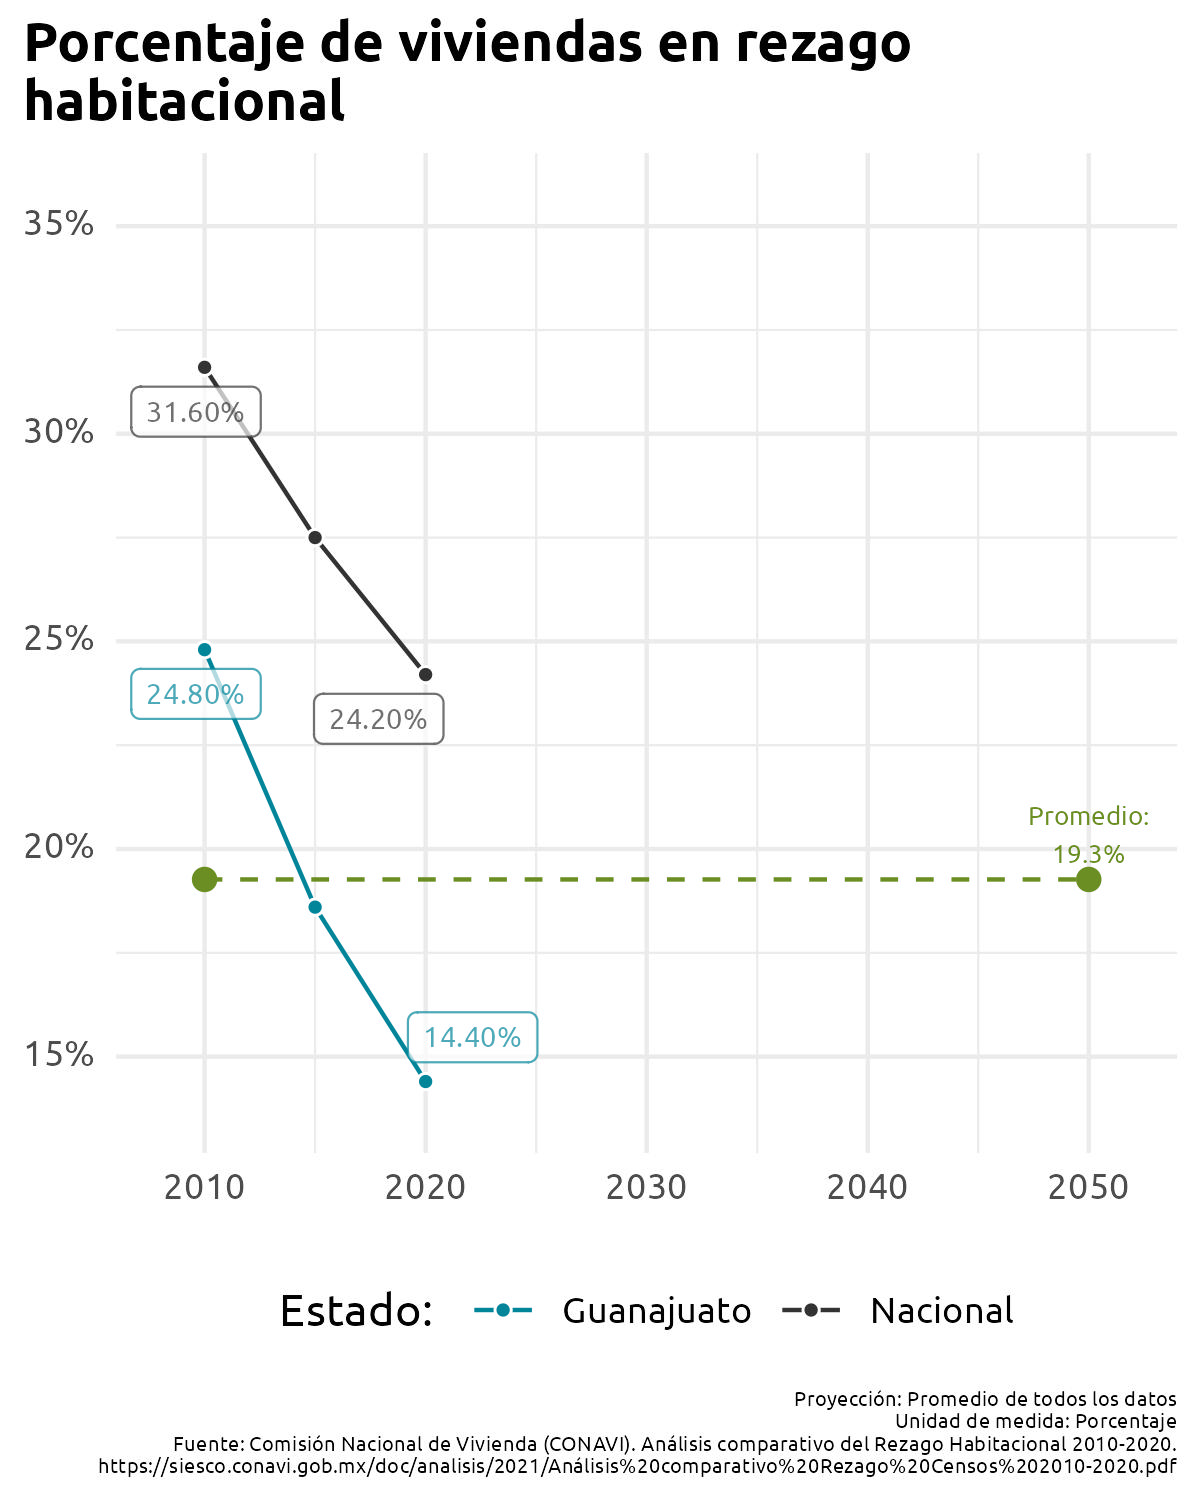 Porcentaje de viviendas en rezago
habitacional
35%
30%
25%
20%
15%
31.60%
24.80%
24.20%
14.40%
Promedio:
19.3%
2010 2020 2030 2040 2050
Estado: Guanajuato Nacional
Proyección: Promedio de todos los datos
Unidad de medida: Porcentaje
Fuente: Comisión Nacional de Vivienda (CONAVI). Análisis comparativo del Rezago Habitacional 2010-2020.
https://siesco.conavi.gob.mx/doc/analisis/2021/Análisis%20comparativo%20Rezago%20Censos%202010-2020.pdf